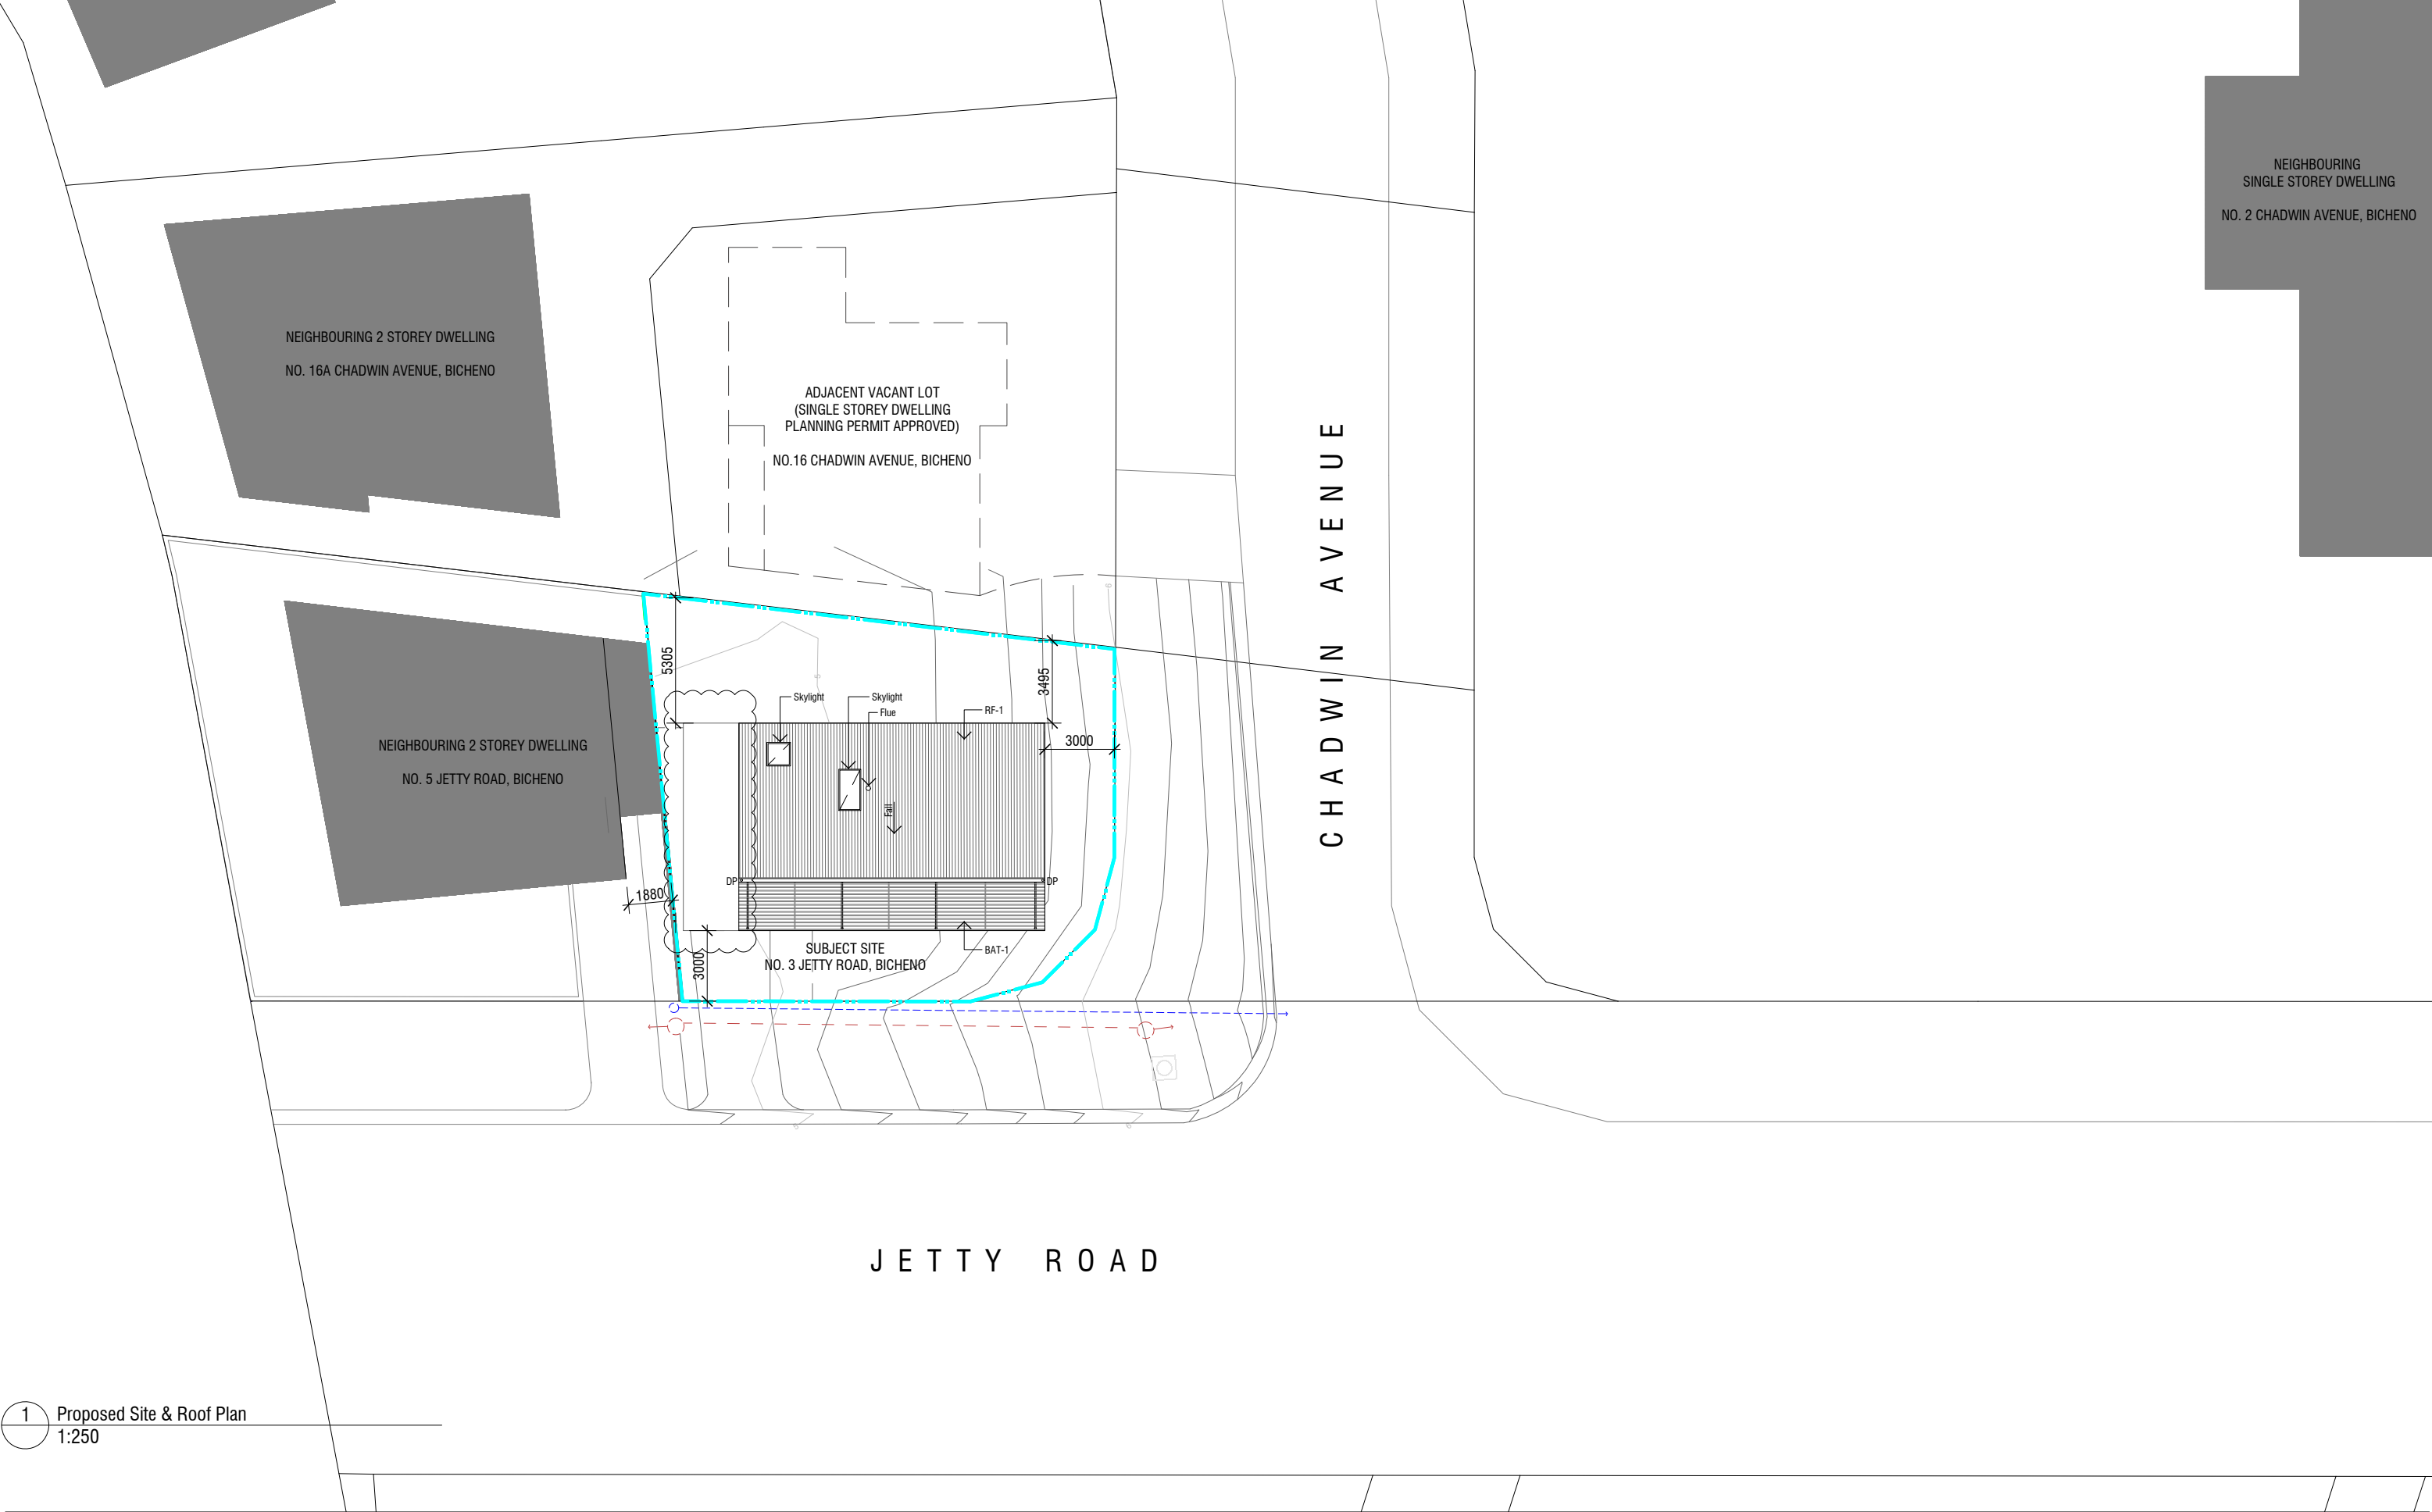 NEIGHBOURING
SINGLE STOREY DWELLING
NO. 2 CHADWIN AVENUE, BICHENO
NEIGHBOURING 2 STOREY DWELLING
NO. 16A CHADWIN AVENUE, BICHENO
ADJACENT VACANT LOT
(SINGLE STOREY DWELLING
PLANNING PERMIT APPROVED)
NO.16 CHADWIN AVENUE, BICHENO
CHADWIN AVENUE
5305
3495
Skylight
Skylight
Flue
RF-1
3000
NEIGHBOURING 2 STOREY DWELLING
NO. 5 JETTY ROAD, BICHENO
Fall
DP
DP
1880
3000
SUBJECT SITE
NO. 3 JETTY ROAD, BICHENO
BAT-1
JETTY ROAD
1
Proposed Site & Roof Plan
1:250